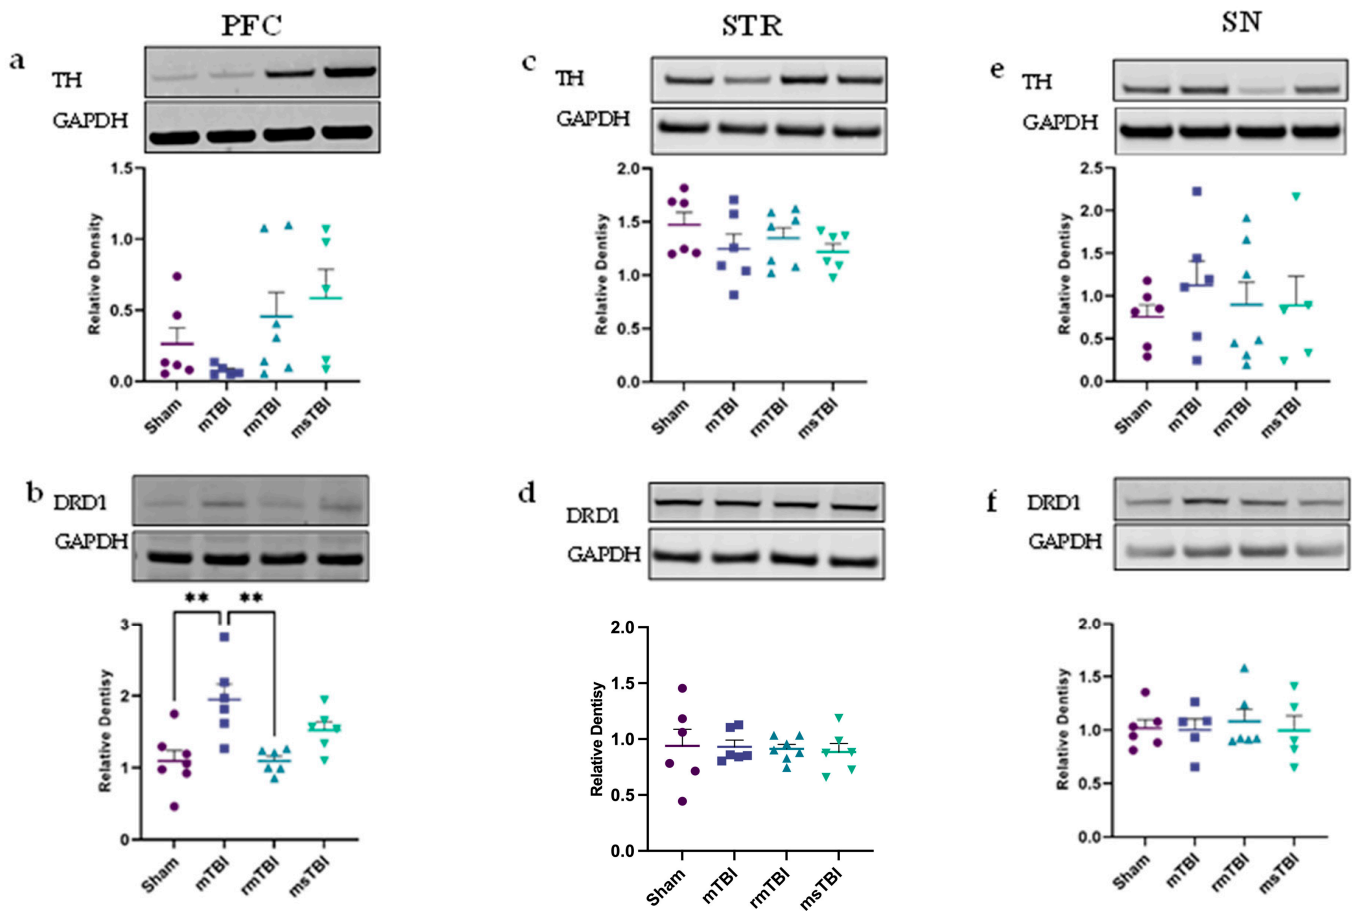 PFC
STR
SN
a
TH
GAPDH
1.5
1.0
0.5
0.0
Relative Density
Sham
mTBI
rmTBI
msTBI
c
TH
GAPDH
2.0
1.5
1.0
0.5
0.0
Relative Dentisy
Sham
mTBI
rmTBI
msTBI
e
TH
GAPDH
2.5
2.0
1.5
1.0
0.5
0.0
Relative Dentisy
Sham
mTBI
rmTBI
msTBI
b
DRD1
GAPDH
** **
3
2
1
0
Relative Dentisy
Sham
mTBI
rmTBI
msTBI
d
DRD1
GAPDH
2.0
1.5
1.0
0.5
0.0
Relative Dentisy
Sham
mTBI
rmTBI
msTBI
f
DRD1
GAPDH
2.0
1.5
1.0
0.5
0.0
Relative Dentisy
Sham
mTBI
rmTBI
msTBI